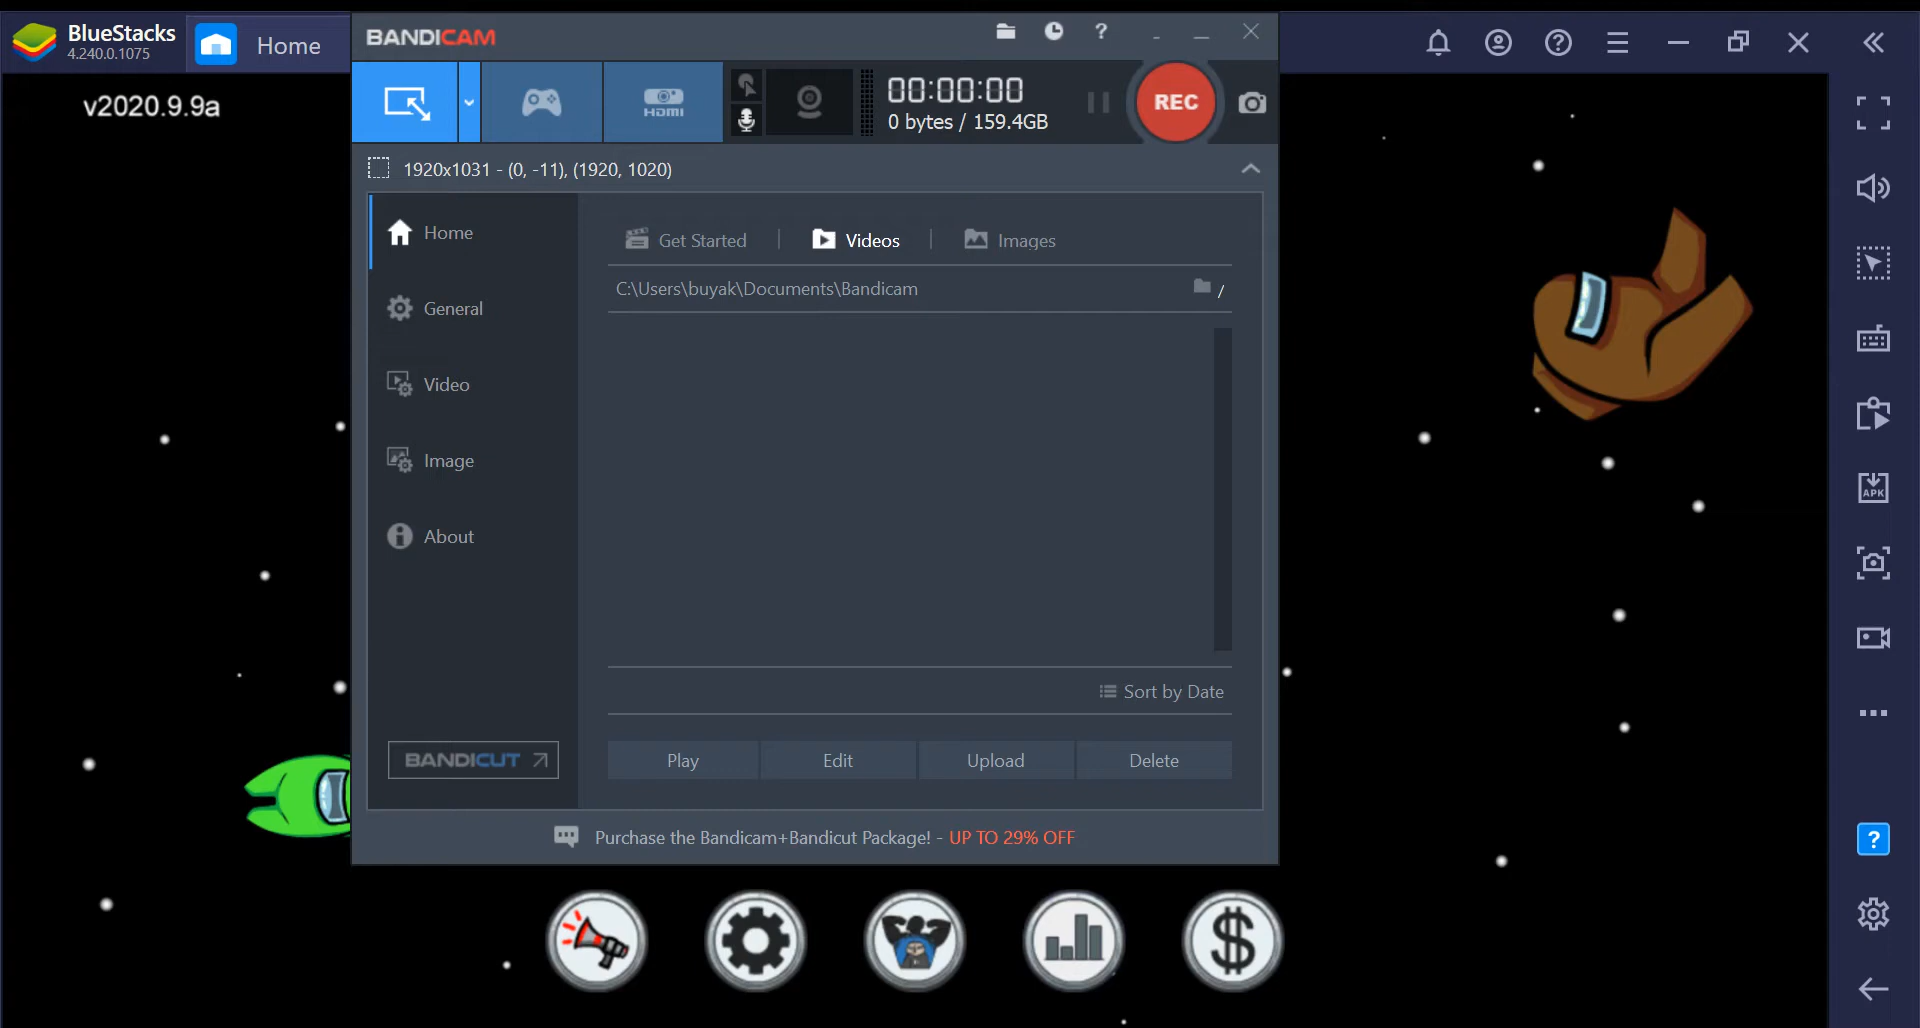 BlueStacks
4.240.0.1075
Home
v2020.9.9a
BANDICAM
?
HDMI
00:00:00
0 bytes / 159.4GB
REC
1920x1031 - (0, -11), (1920, 1020)
Home
General
Video
Image
About
BANDICUT
Get Started
Videos
Images
C:\Users\buyak\Documents\Bandicam
/
Sort by Date
Play
Edit
Upload
Delete
Purchase the Bandicam+Bandicut Package! - UP TO 29% OFF
$
APK
?